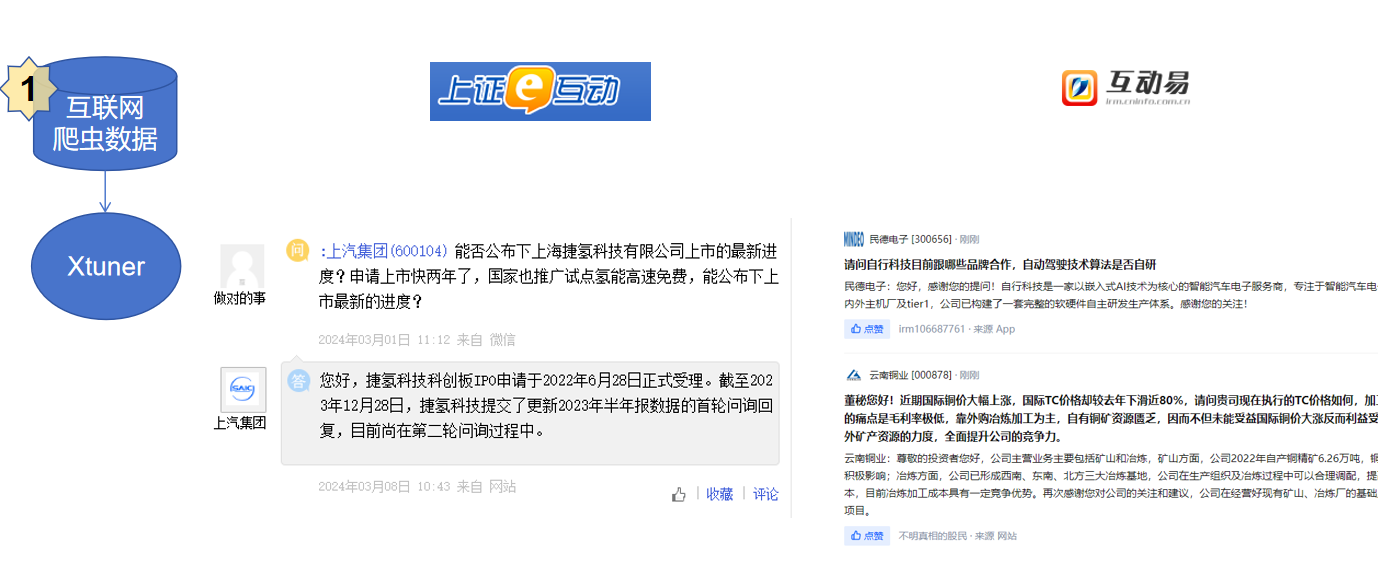 1
互联网
爬虫数据
Xtuner
上证e互动
互动易
irm.cninfo.com.cn
做对的事
问
:上汽集团(600104) 能否公布下上海捷氢科技有限公司上市的最新进
度？申请上市快两年了，国家也推广试点氢能高速免费，能公布下上
市最新的进度？
2024年03月01日 11:12 来自 微信
SAIC
上汽集团
答
您好，捷氢科技科创板IPO申请于2022年6月28日正式受理。截至202
3年12月28日，捷氢科技提交了更新2023年半年报数据的首轮问询回
复，目前尚在第二轮问询过程中。
2024年03月08日 10:43 来自 网站
收藏
评论
MINDEO 民德电子 [300656] · 刚刚
请问自行科技目前跟哪些品牌合作，自动驾驶技术算法是否自研
民德电子：您好，感谢您的提问！自行科技是一家以嵌入式AI技术为核心的智能汽车电子服务商，专注于智能汽车电
内外主机厂及tier1，公司已构建了一套完整的软硬件自主研发生产体系。感谢您的关注！
点赞 irm106687761 · 来源 App
云南铜业 [000878] · 刚刚
董秘您好！近期国际铜价大幅上涨，国际TC价格却较去年下滑近80%，请问贵司现在执行的TC价格如何，加
的痛点是毛利率极低，靠外购冶炼加工为主，自有铜矿资源匮乏，因而不但未能受益国际铜价大涨反而利益受
外矿产资源的力度，全面提升公司的竞争力。
云南铜业：尊敬的投资者您好，公司主营业务主要包括矿山和冶炼，矿山方面，公司2022年自产铜精矿6.26万吨，铜
积极影响；冶炼方面，公司已形成西南、东南、北方三大冶炼基地，公司在生产组织及冶炼过程中可以合理调配，提
本，目前冶炼加工成本具有一定竞争优势。再次感谢您对公司的关注和建议，公司在经营好现有矿山、冶炼厂的基础
项目。
点赞 不明真相的股民 · 来源 网站